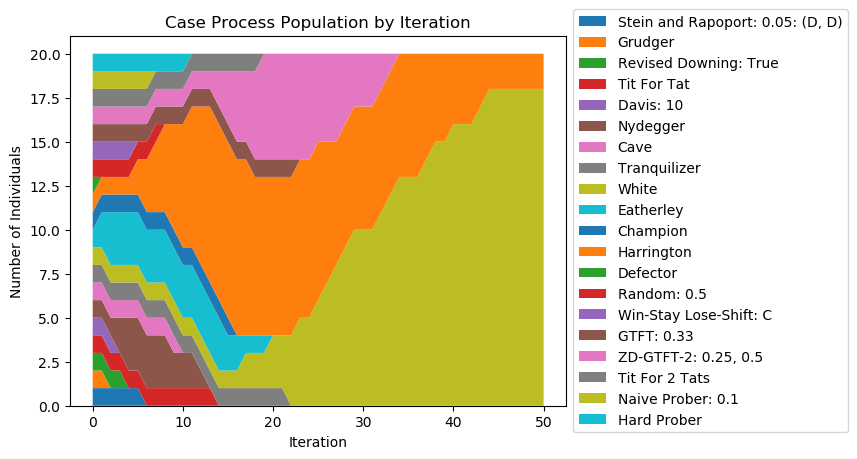 Case Process Population by Iteration
Number of Individuals
20.0
17.5
15.0
12.5
10.0
7.5
5.0
2.5
0.0
0
10
20
30
40
50
Iteration
Stein and Rapoport: 0.05: (D, D)
Grudger
Revised Downing: True
Tit For Tat
Davis: 10
Nydegger
Cave
Tranquilizer
White
Eatherley
Champion
Harrington
Defector
Random: 0.5
Win-Stay Lose-Shift: C
GTFT: 0.33
ZD-GTFT-2: 0.25, 0.5
Tit For 2 Tats
Naive Prober: 0.1
Hard Prober